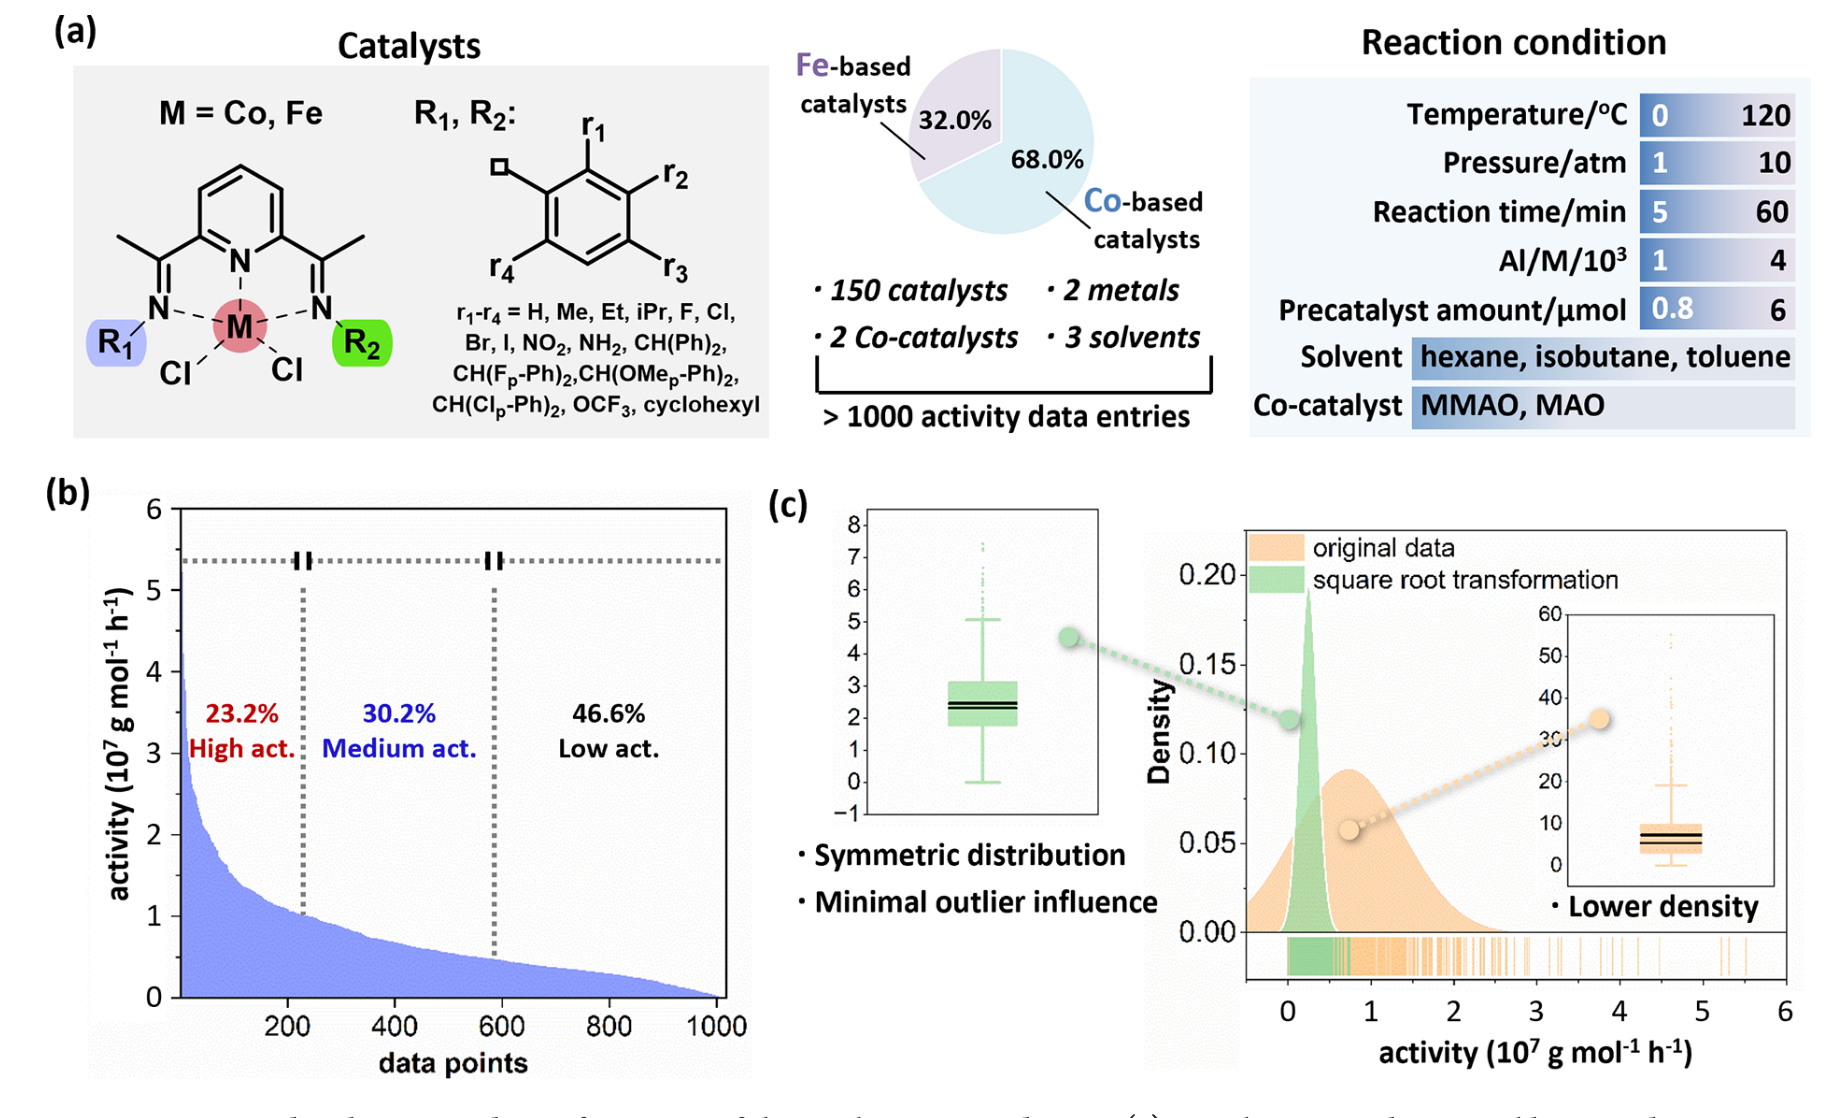 (a)
Catalysts
M = Co, Fe
R1, R2:
r1
r2
r3
r4
N
N
N
M
R1
R2
Cl
Cl
r1-r4 = H, Me, Et, iPr, F, Cl,
Br, I, NO2, NH2, CH(Ph)2,
CH(Fp-Ph)2,CH(OMep-Ph)2,
CH(Clp-Ph)2, OCF3, cyclohexyl
Fe-based
catalysts
32.0%
68.0%
Co-based
catalysts
· 150 catalysts · 2 metals
· 2 Co-catalysts · 3 solvents
> 1000 activity data entries
Reaction condition
Temperature/°C 0 120
Pressure/atm 1 10
Reaction time/min 5 60
Al/M/10³ 1 4
Precatalyst amount/μmol 0.8 6
Solvent hexane, isobutane, toluene
Co-catalyst MMAO, MAO
(b)
activity (10⁷ g mol⁻¹ h⁻¹)
6
5
4
3
2
1
0
23.2%
High act.
30.2%
Medium act.
46.6%
Low act.
200 400 600 800 1000
data points
(c)
8
7
6
5
4
3
2
1
0
−1
· Symmetric distribution
· Minimal outlier influence
original data
square root transformation
Density
0.20
0.15
0.10
0.05
0.00
60
50
40
30
20
10
0
· Lower density
0 1 2 3 4 5 6
activity (10⁷ g mol⁻¹ h⁻¹)